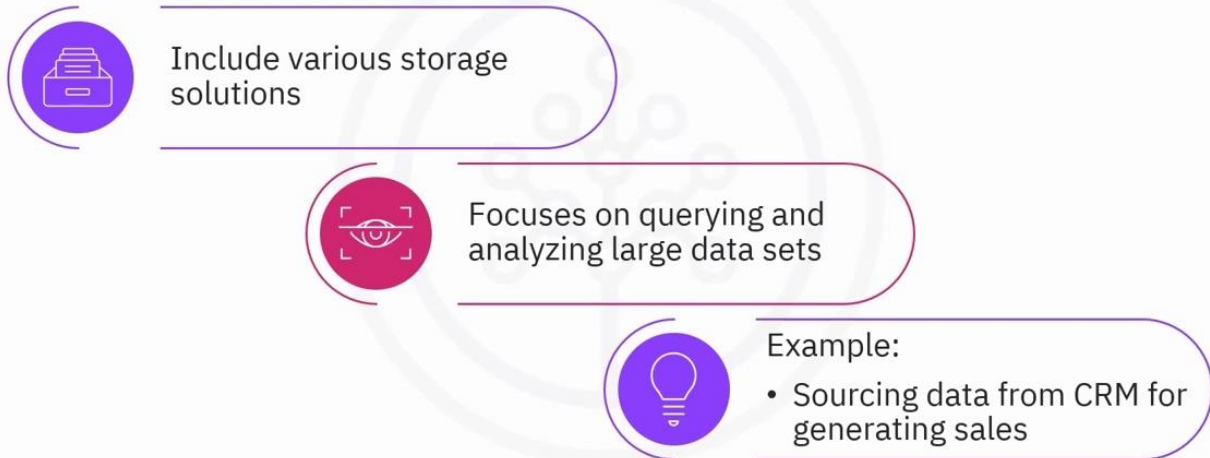 Include various storage
solutions
Focuses on querying and
analyzing large data sets
Example:
• Sourcing data from CRM for
generating sales